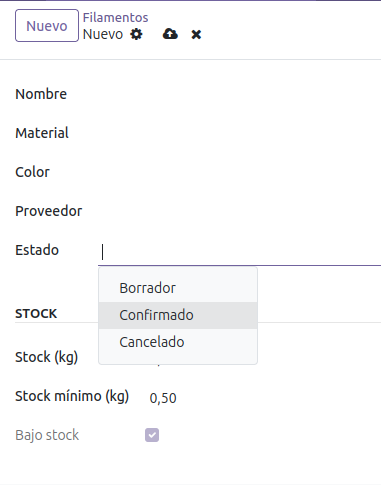 Nuevo
Filamentos
Nuevo
Nombre
Material
Color
Proveedor
Estado
Borrador
Confirmado
Cancelado
STOCK
Stock (kg)
Stock mínimo (kg) 0,50
Bajo stock